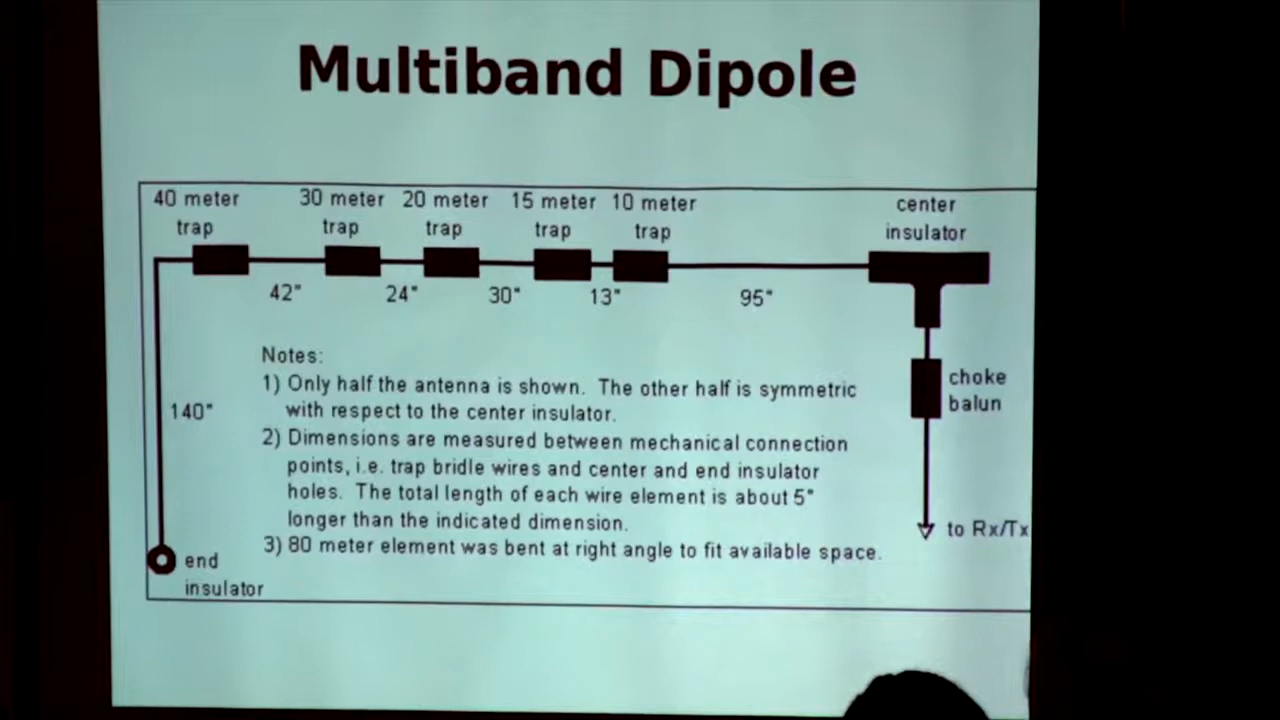 Multiband Dipole
40 meter
trap
30 meter
trap
20 meter
trap
15 meter
trap
10 meter
trap
center
insulator
42"
24"
30"
13"
95"
140"
Notes:
1) Only half the antenna is shown. The other half is symmetric
with respect to the center insulator.
2) Dimensions are measured between mechanical connection
points, i.e. trap bridle wires and center and end insulator
holes. The total length of each wire element is about 5"
longer than the indicated dimension.
3) 80 meter element was bent at right angle to fit available space.
choke
balun
to Rx/Tx
end
insulator